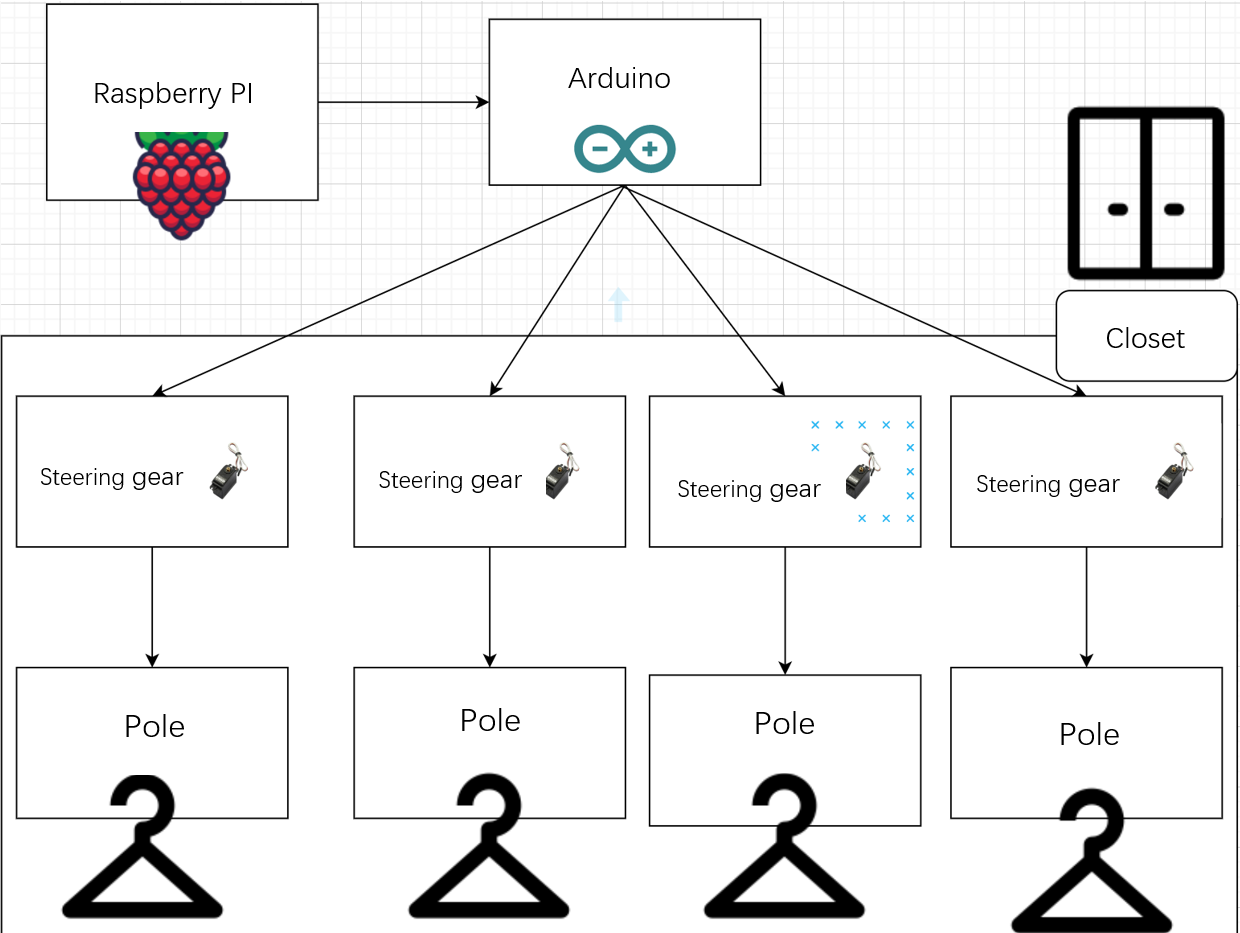 Raspberry PI
Arduino
Closet
Steering gear
Steering gear
Steering gear
Steering gear
Pole
Pole
Pole
Pole